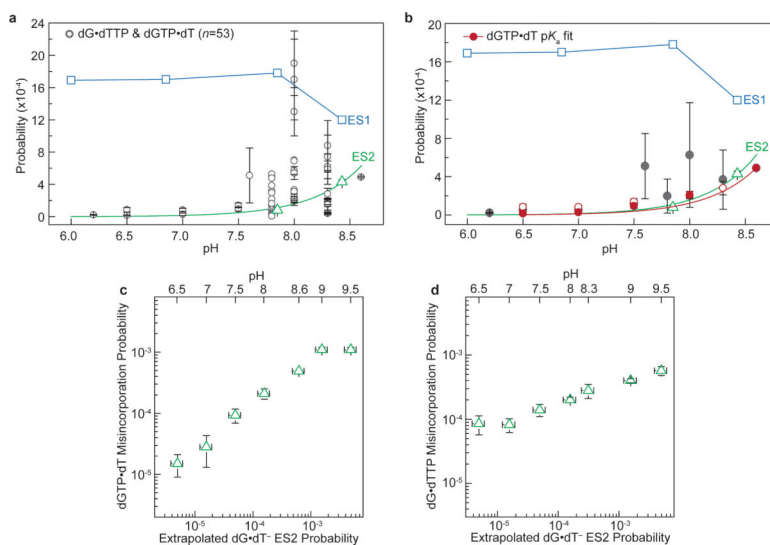 a
dG•dTTP & dGTP•dT (n=53)
24
20
16
12
8
4
0
Probability (x10⁻⁴)
ES1
ES2
6.0 6.5 7.0 7.5 8.0 8.5
pH
b
dGTP•dT pKa fit
20
16
12
8
4
0
Probability (x10⁻⁴)
ES1
ES2
6.0 6.5 7.0 7.5 8.0 8.5
pH
c
pH
6.5 7 7.5 8 8.6 9 9.5
dGTP•dT Misincorporation Probability
10⁻³
10⁻⁴
10⁻⁵
10⁻⁵ 10⁻⁴ 10⁻³
Extrapolated dG•dT⁻ ES2 Probability
d
pH
6.5 7 7.5 8 8.3 9 9.5
dG•dTTP Misincorporation Probability
10⁻³
10⁻⁴
10⁻⁵
10⁻⁵ 10⁻⁴ 10⁻³
Extrapolated dG•dT⁻ ES2 Probability